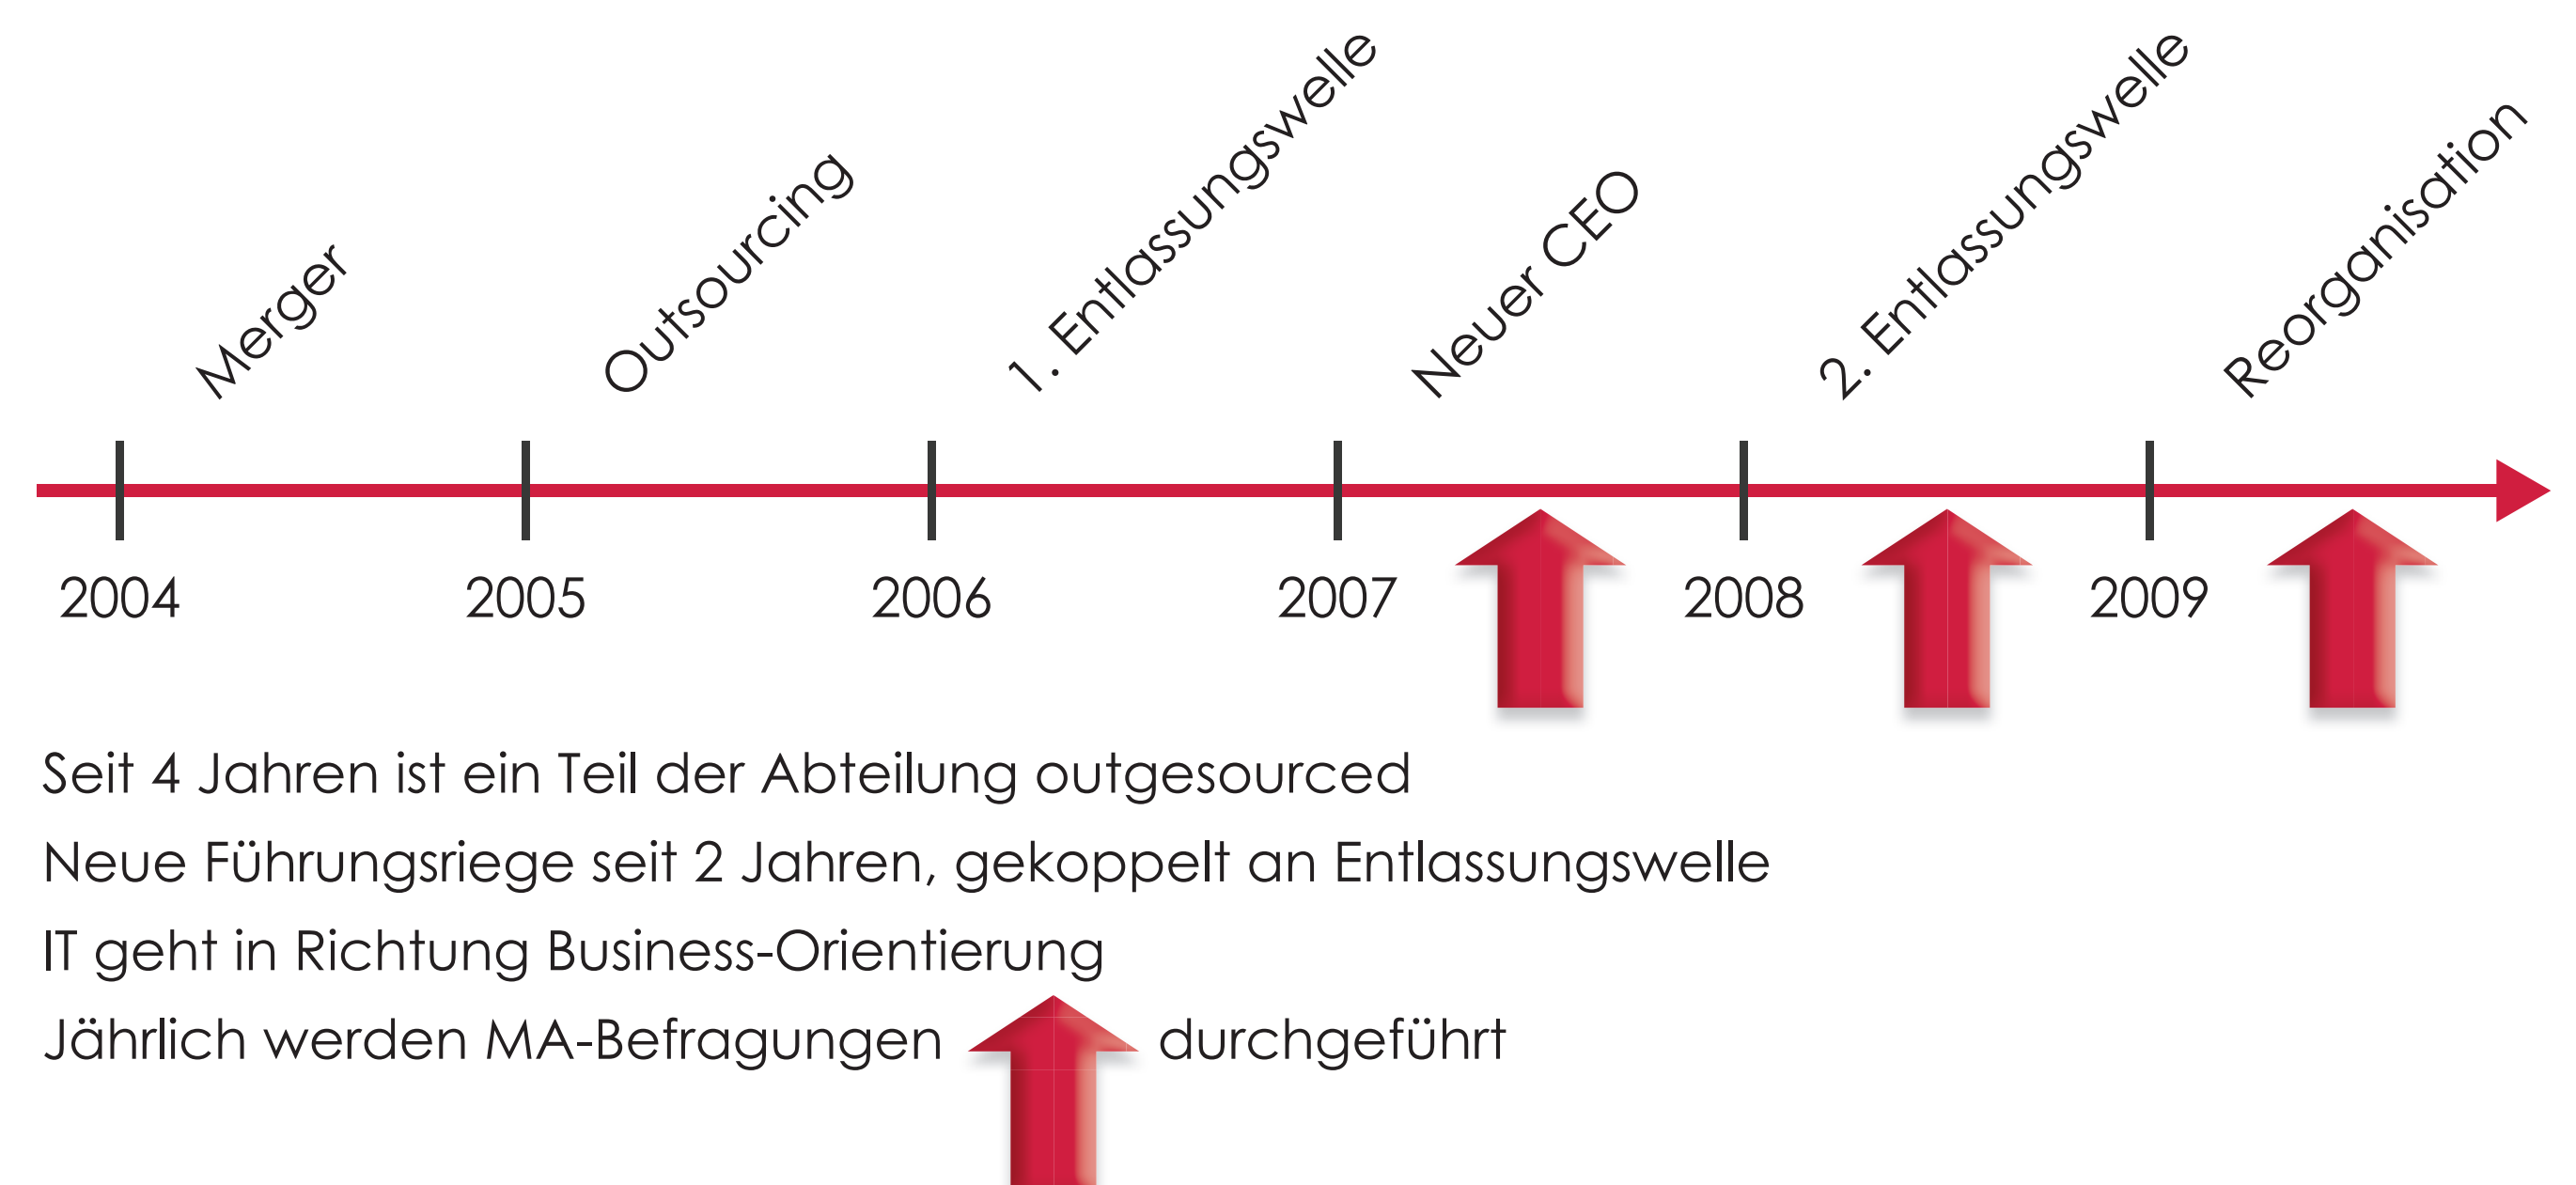 Merger
Outsourcing
1. Entlassungswelle
Neuer CEO
2. Entlassungswelle
Reorganisation
2004
2005
2006
2007
2008
2009
Seit 4 Jahren ist ein Teil der Abteilung outgesourced
Neue Führungsriege seit 2 Jahren, gekoppelt an Entlassungswelle
IT geht in Richtung Business-Orientierung
Jährlich werden MA-Befragungen durchgeführt